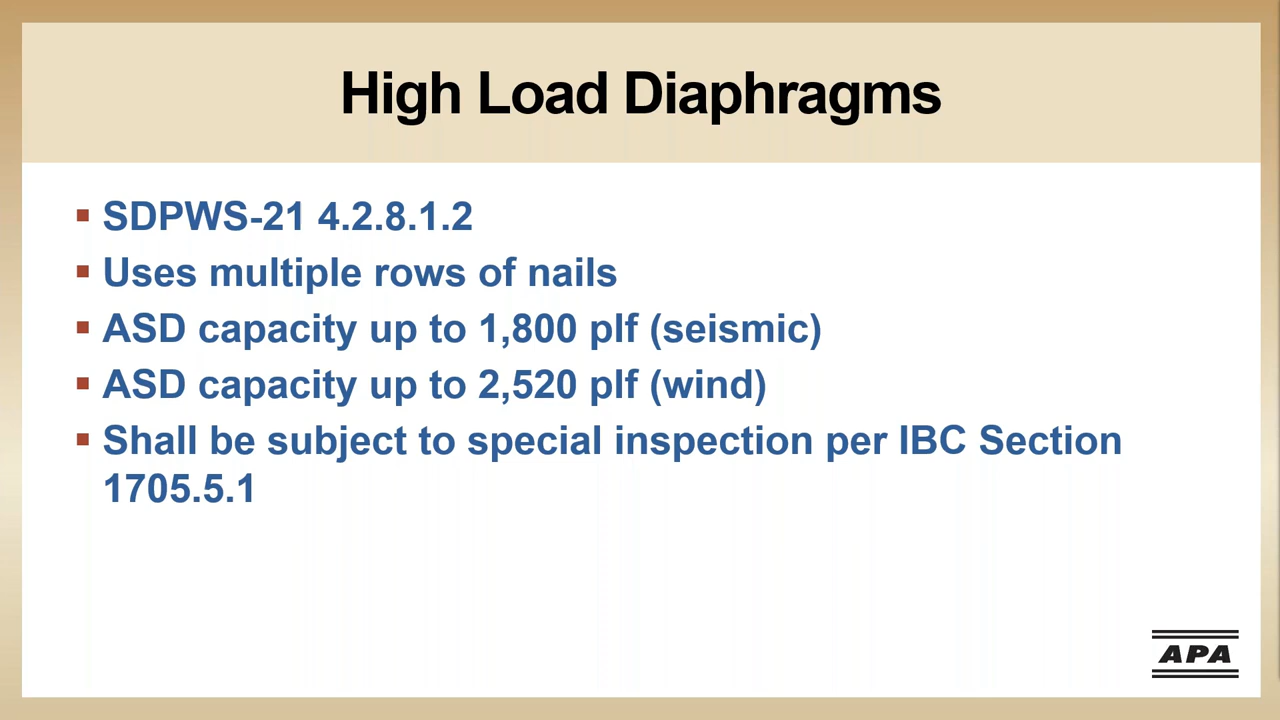 High Load Diaphragms
▪ SDPWS-21 4.2.8.1.2
▪ Uses multiple rows of nails
▪ ASD capacity up to 1,800 plf (seismic)
▪ ASD capacity up to 2,520 plf (wind)
▪ Shall be subject to special inspection per IBC Section
1705.5.1
APA